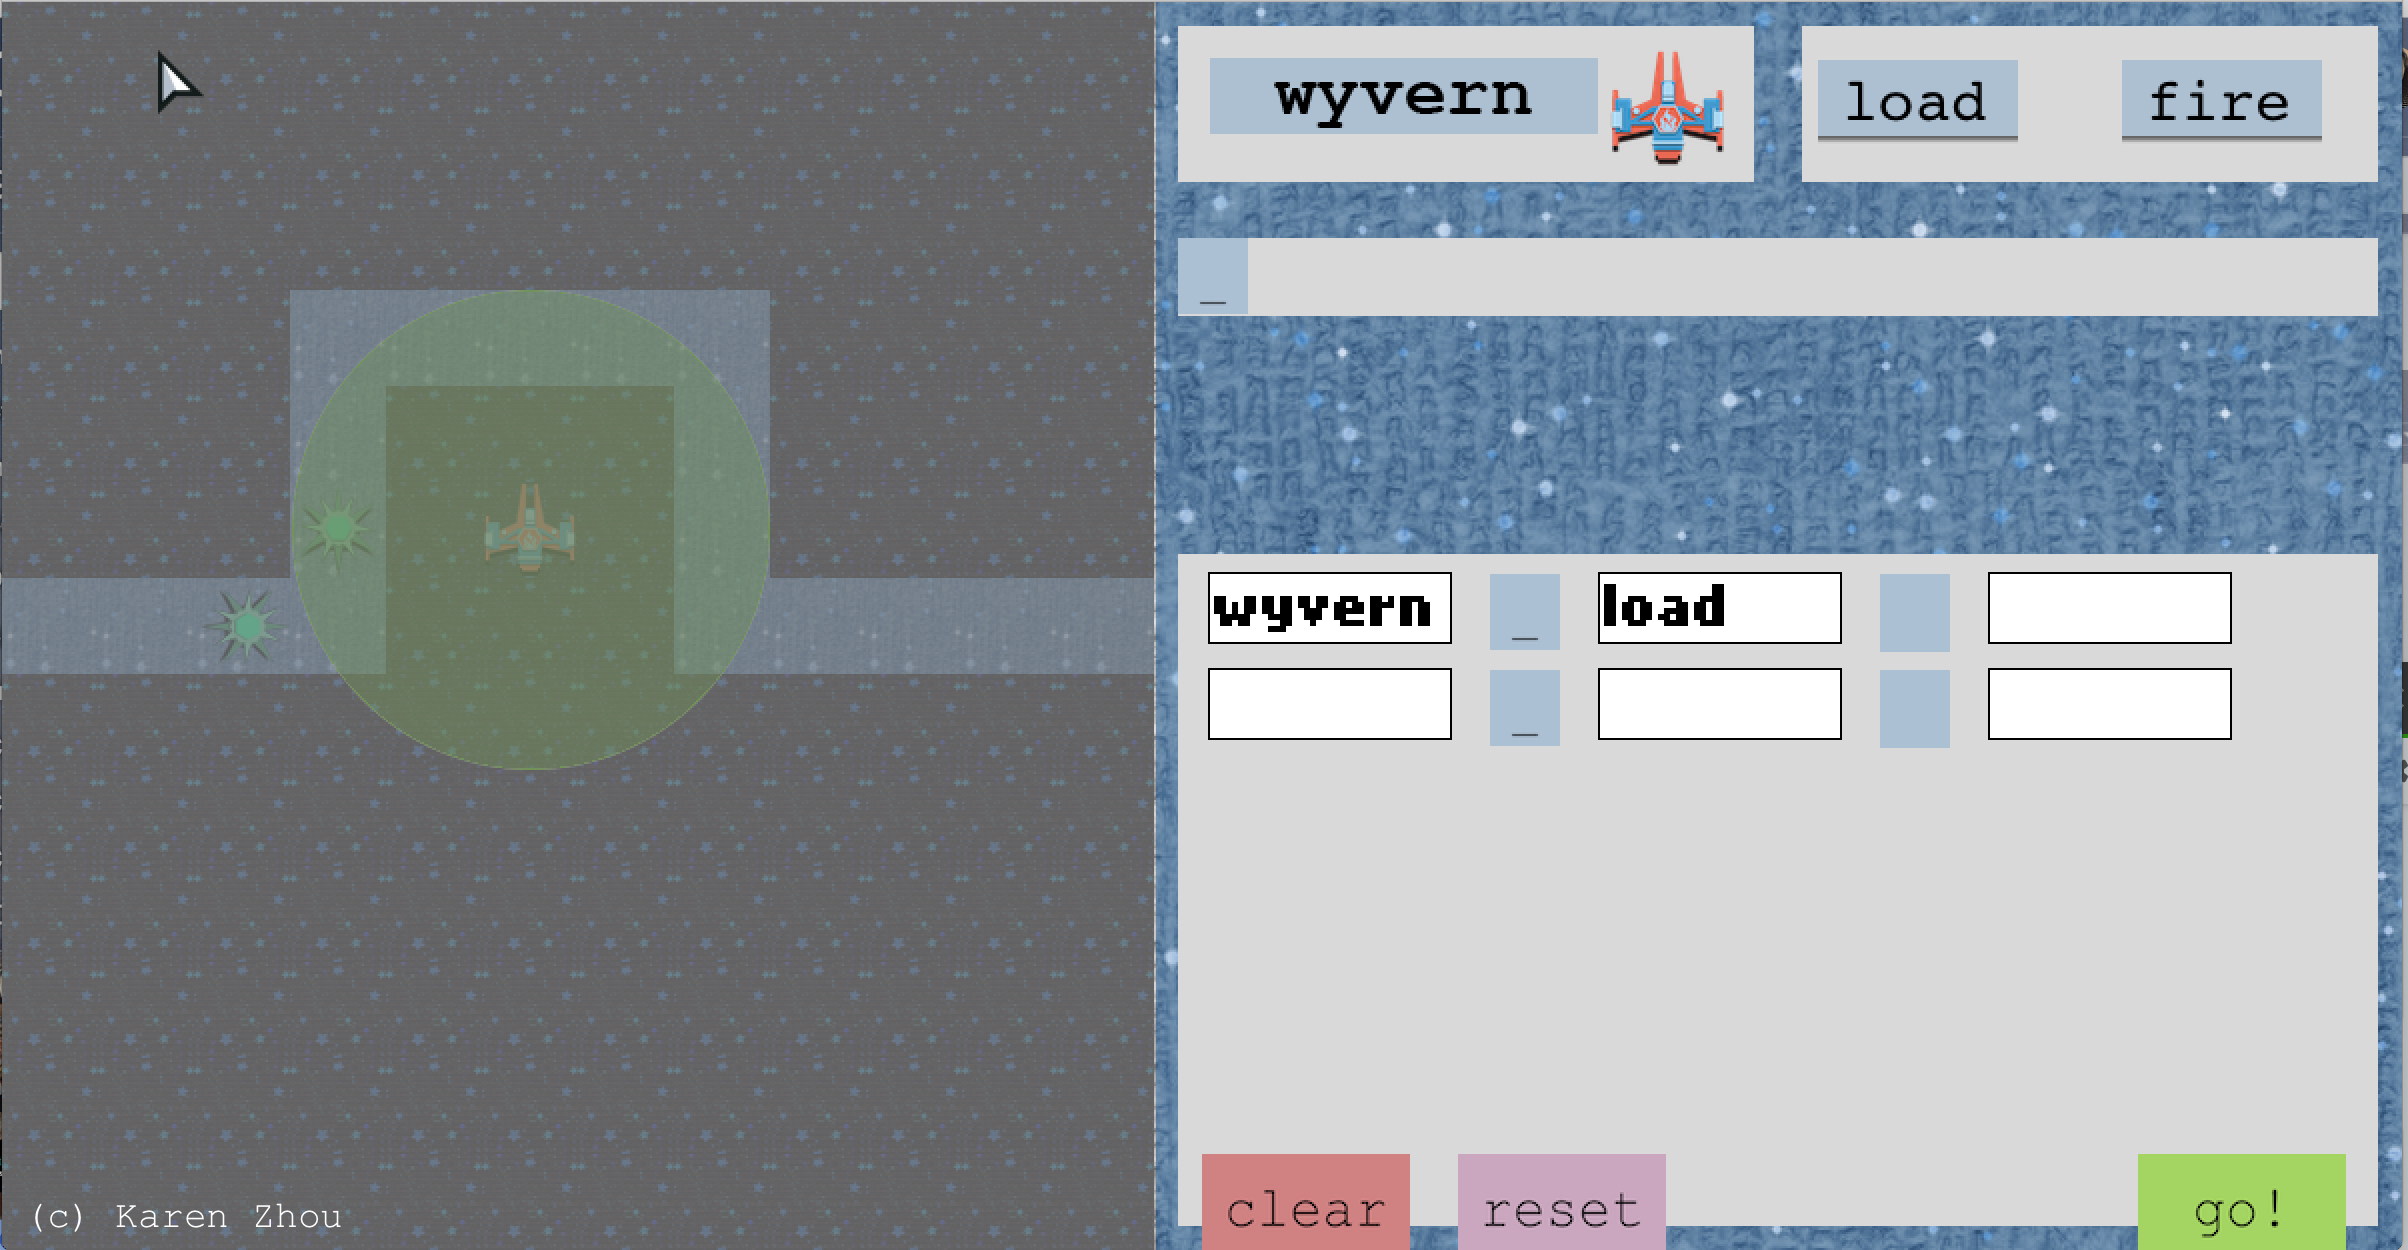 wyvern load fire
_
wyvern _ load
_
clear reset go!
(c) Karen Zhou